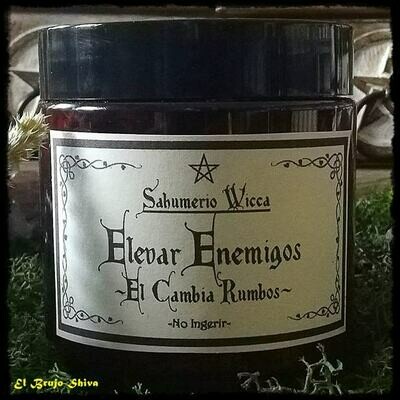 Sahumerio Wicca
Elevar Enemigos
~El Cambia Rumbos~
-No Ingerir-
El Brujo Shiva